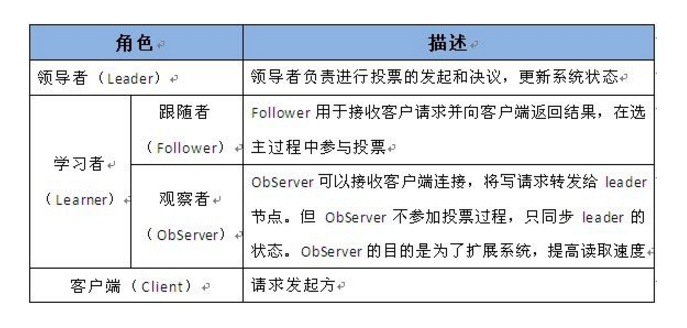 角色
描述
领导者（Leader）
领导者负责进行投票的发起和决议，更新系统状态
学习者
（Learner）
跟随者
（Follower）
Follower 用于接收客户请求并向客户端返回结果，在选
主过程中参与投票
观察者
（ObServer）
ObServer 可以接收客户端连接，将写请求转发给 leader
节点。但 ObServer 不参加投票过程，只同步 leader 的
状态。ObServer 的目的是为了扩展系统，提高读取速度
客户端（Client）
请求发起方